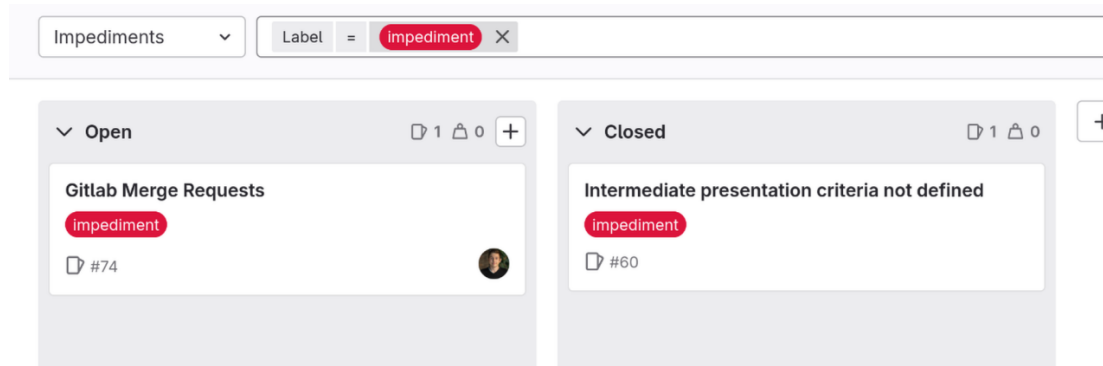 Impediments
Label = impediment
Open 1 0
Gitlab Merge Requests
impediment
#74
Closed 1 0
Intermediate presentation criteria not defined
impediment
#60